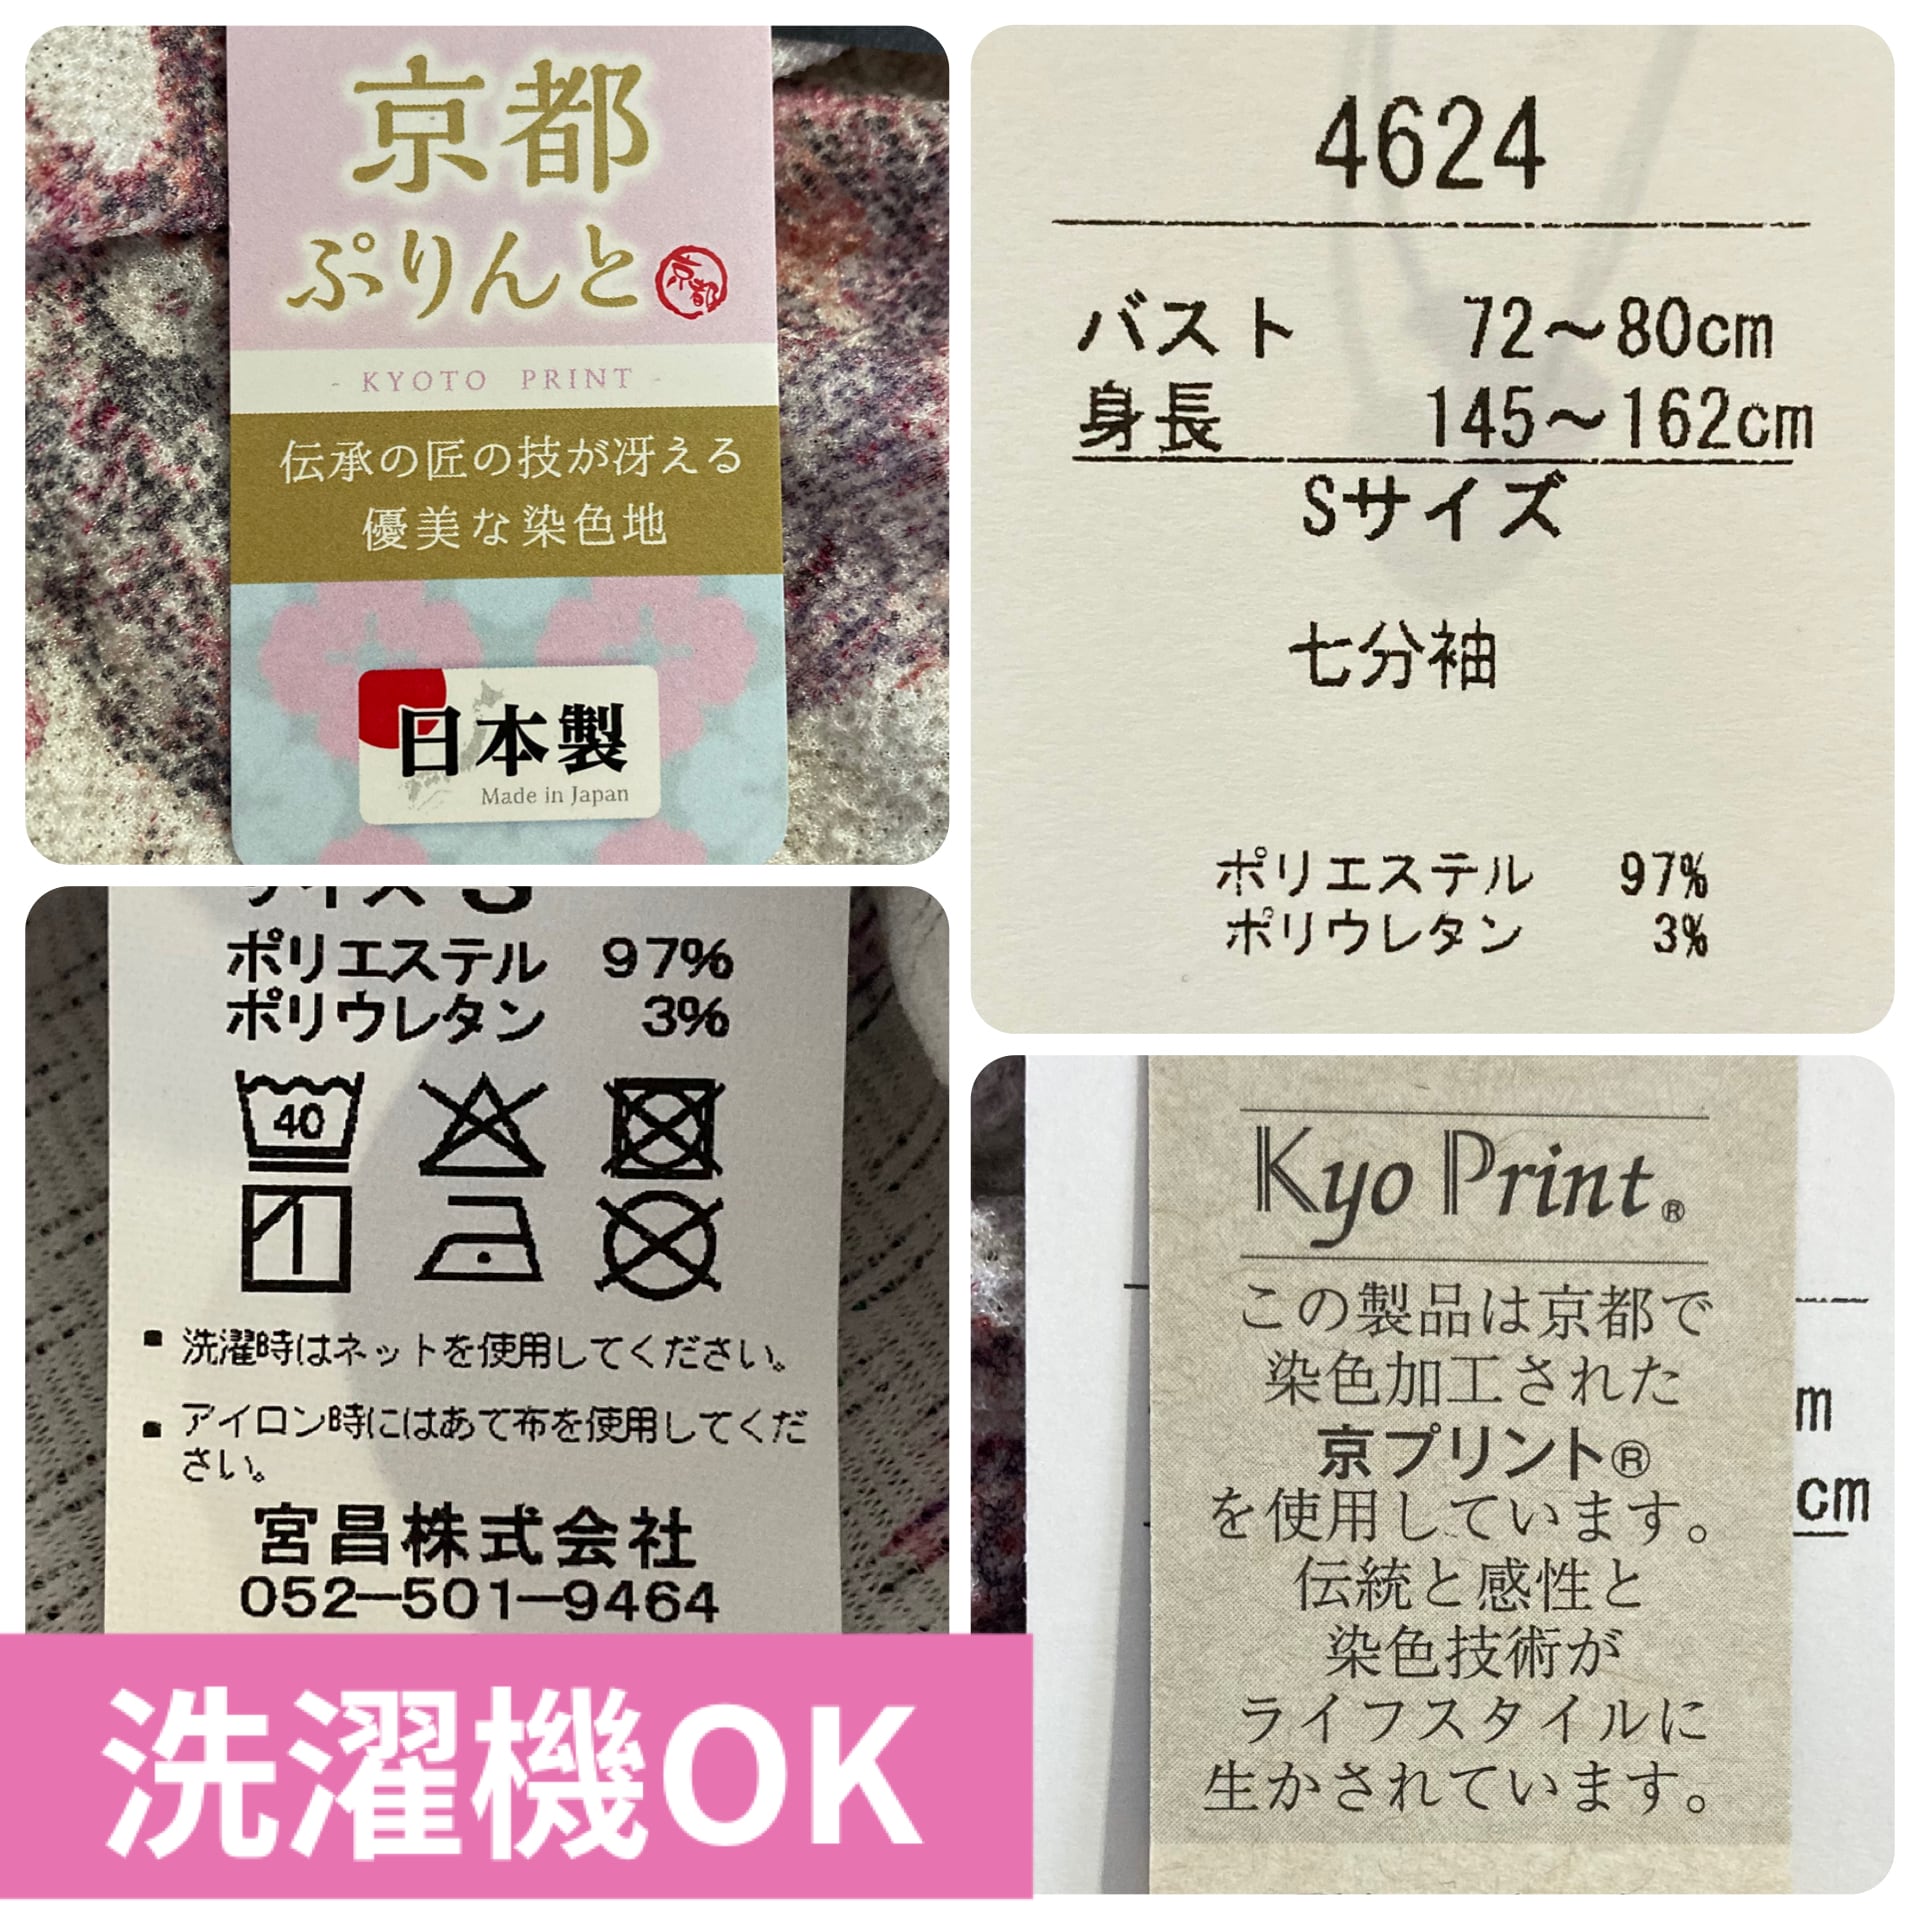 京都
ぷりんと
京都
- KYOTO PRINT -
伝承の匠の技が冴える
優美な染色地
日本製
Made in Japan
4624
バスト 72～80cm
身長 145～162cm
Sサイズ
七分袖
ポリエステル 97%
ポリウレタン 3%
サイズ S
ポリエステル 97%
ポリウレタン 3%
40
▪ 洗濯時はネットを使用してください。
▪ アイロン時にはあて布を使用してくだ
さい。
宮昌株式会社
052-501-9464
洗濯機OK
Kyo Print®
この製品は京都で
染色加工された
京プリント®
を使用しています。
伝統と感性と
染色技術が
ライフスタイルに
生かされています。
m
cm